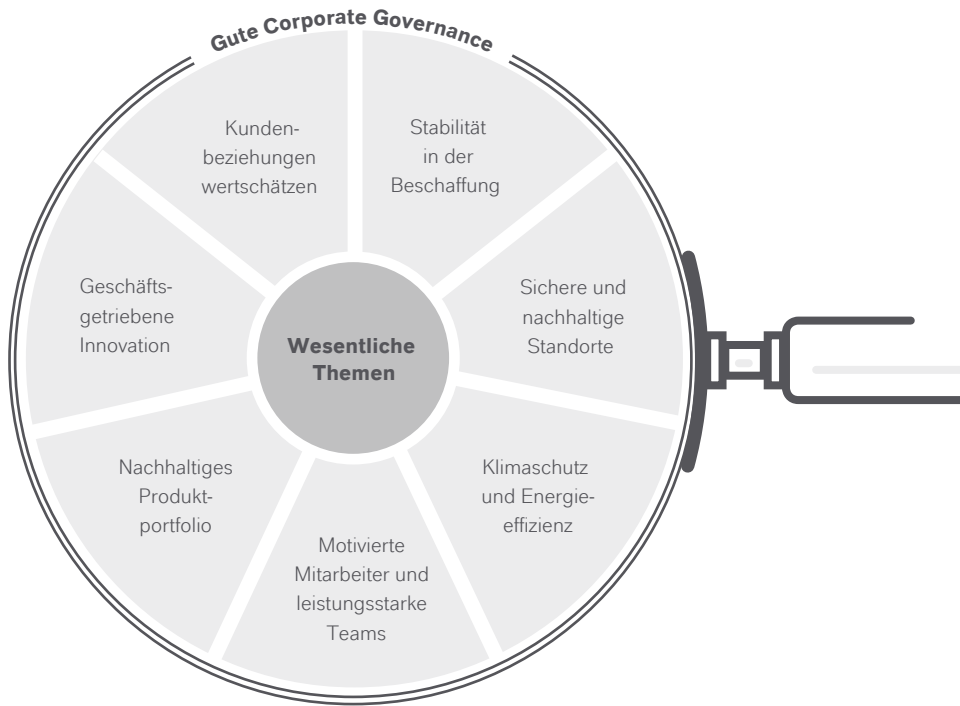 Gute Corporate Governance
Kunden-
beziehungen
wertschätzen
Stabilität
in der
Beschaffung
Geschäfts-
getriebene
Innovation
Sichere und
nachhaltige
Standorte
Wesentliche
Themen
Nachhaltiges
Produkt-
portfolio
Klimaschutz
und Energie-
effizienz
Motivierte
Mitarbeiter und
leistungsstarke
Teams